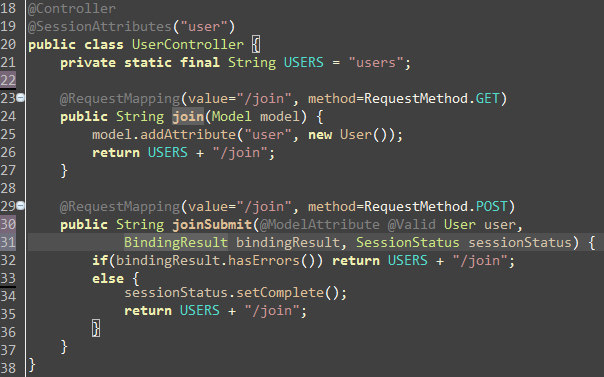 18 @Controller
19 @SessionAttributes("user")
20 public class UserController {
21     private static final String USERS = "users";
22
23     @RequestMapping(value="/join", method=RequestMethod.GET)
24     public String join(Model model) {
25         model.addAttribute("user", new User());
26         return USERS + "/join";
27     }
28
29     @RequestMapping(value="/join", method=RequestMethod.POST)
30     public String joinSubmit(@ModelAttribute @Valid User user,
31             BindingResult bindingResult, SessionStatus sessionStatus) {
32         if(bindingResult.hasErrors()) return USERS + "/join";
33         else {
34             sessionStatus.setComplete();
35             return USERS + "/join";
36         }
37     }
38 }